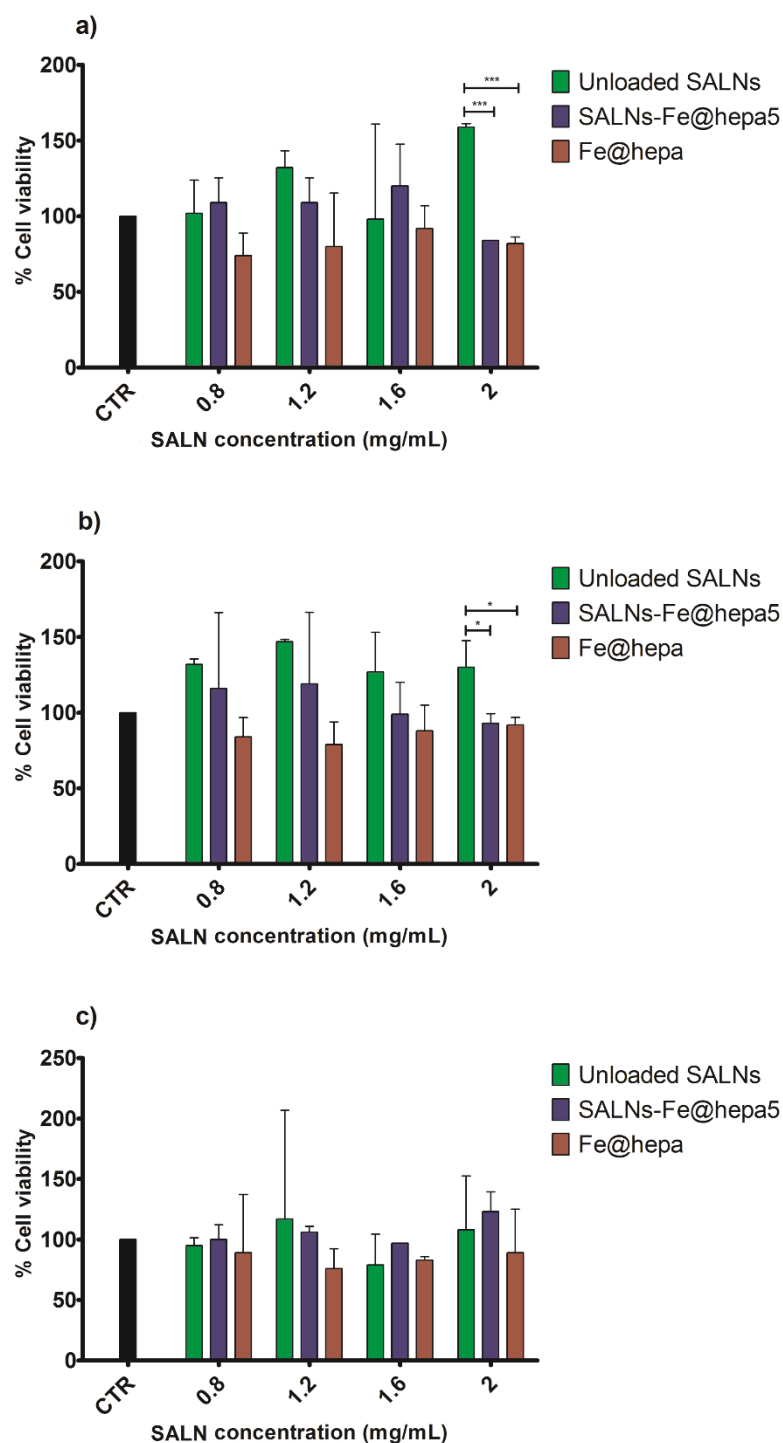 a)
200
150
100
50
0
% Cell viability
CTR
0.8
1.2
1.6
2
SALN concentration (mg/mL)
***
***
Unloaded SALNs
SALNs-Fe@hepa5
Fe@hepa
b)
200
150
100
50
0
% Cell viability
CTR
0.8
1.2
1.6
2
SALN concentration (mg/mL)
*
*
Unloaded SALNs
SALNs-Fe@hepa5
Fe@hepa
c)
250
200
150
100
50
0
% Cell viability
CTR
0.8
1.2
1.6
2
SALN concentration (mg/mL)
Unloaded SALNs
SALNs-Fe@hepa5
Fe@hepa